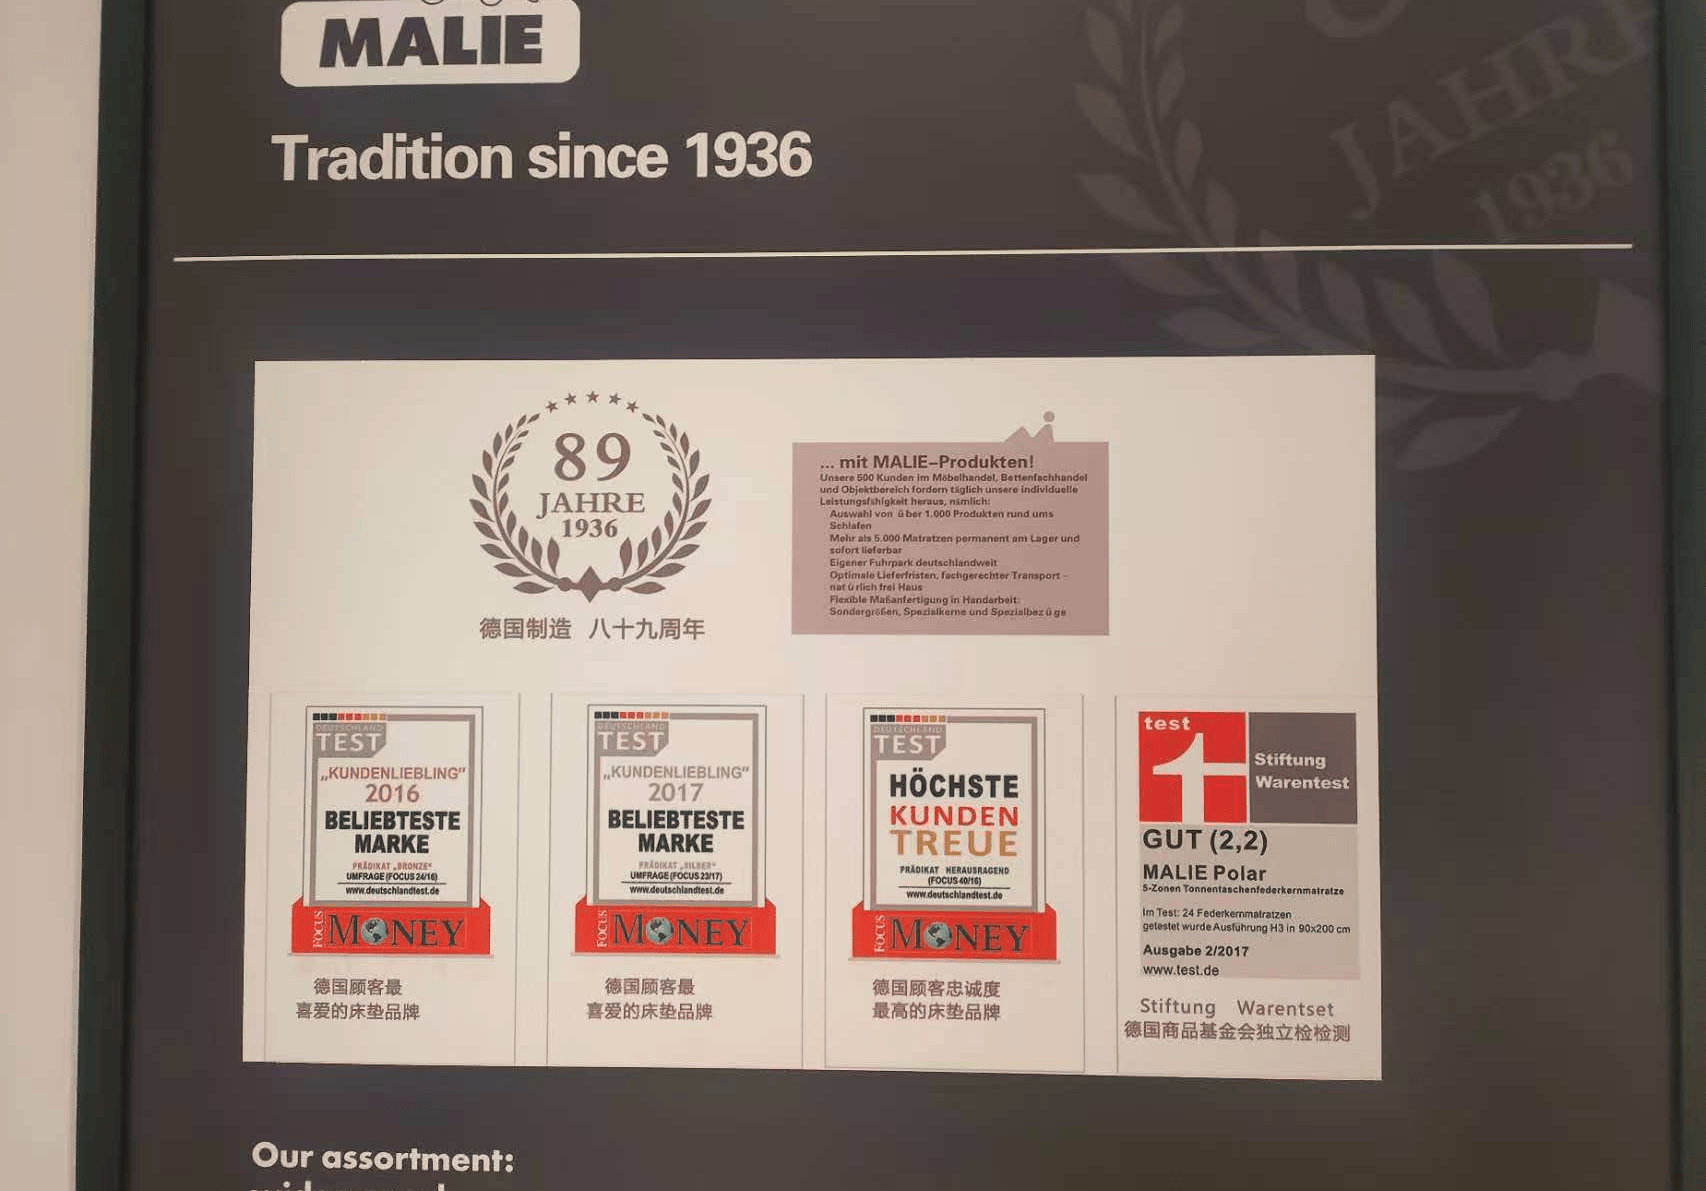 MALIE
Tradition since 1936
JAHRE
1936
89
JAHRE
1936
德国制造 八十九周年
... mit MALIE-Produkten!
Unsere 500 Kunden im Möbelhandel, Bettenfachhandel
und Objektbereich fordern täglich unsere individuelle
Leistungsfähigkeit heraus, nämlich:
Auswahl von ü ber 1.000 Produkten rund ums
Schlafen
Mehr als 5.000 Matratzen permanent am Lager und
sofort lieferbar
Eigener Fuhrpark deutschlandweit
Optimale Lieferfristen, fachgerechter Transport –
nat ü rlich frei Haus
Flexible Maßanfertigung in Handarbeit:
Sondergrößen, Spezialkerne und Spezialbez ü ge
DEUTSCHLAND
TEST
„KUNDENLIEBLING"
2016
BELIEBTESTE
MARKE
PRÄDIKAT „BRONZE"
UMFRAGE (FOCUS 24/16)
www.deutschlandtest.de
FOCUS MONEY
德国顾客最
喜爱的床垫品牌
DEUTSCHLAND
TEST
„KUNDENLIEBLING"
2017
BELIEBTESTE
MARKE
PRÄDIKAT „SILBER"
UMFRAGE (FOCUS 23/17)
www.deutschlandtest.de
FOCUS MONEY
德国顾客最
喜爱的床垫品牌
DEUTSCHLAND
TEST
HÖCHSTE
KUNDEN
TREUE
PRÄDIKAT HERAUSRAGEND
(FOCUS 40/16)
www.deutschlandtest.de
FOCUS MONEY
德国顾客忠诚度
最高的床垫品牌
test
Stiftung
Warentest
GUT (2,2)
MALIE Polar
5-Zonen Tonnentaschenfederkernmatratze
Im Test: 24 Federkernmatratzen
getestet wurde Ausführung H3 in 90x200 cm
Ausgabe 2/2017
www.test.de
Stiftung Warentset
德国商品基金会独立检检测
Our assortment: